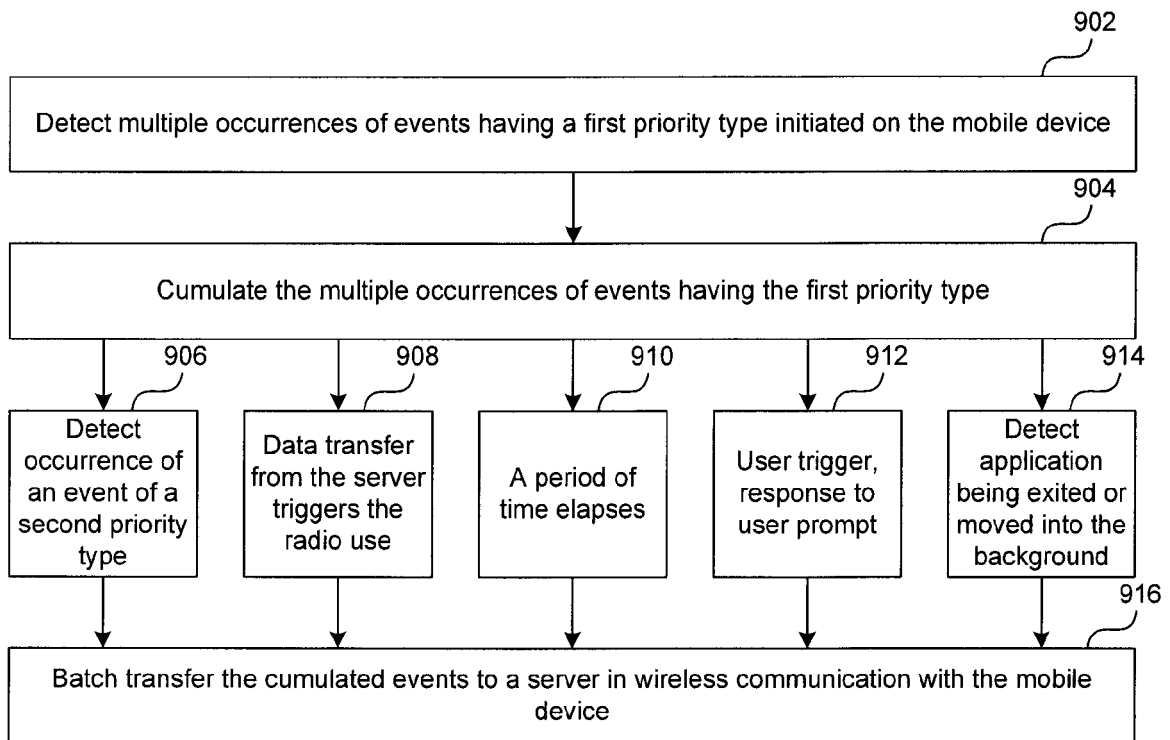 902
Detect multiple occurrences of events having a first priority type initiated on the mobile device
904
Cumulate the multiple occurrences of events having the first priority type
906
Detect
occurrence of
an event of a
second priority
type
908
Data transfer
from the server
triggers the
radio use
910
A period of
time elapses
912
User trigger,
response to
user prompt
914
Detect
application
being exited or
moved into the
background
916
Batch transfer the cumulated events to a server in wireless communication with the mobile
device